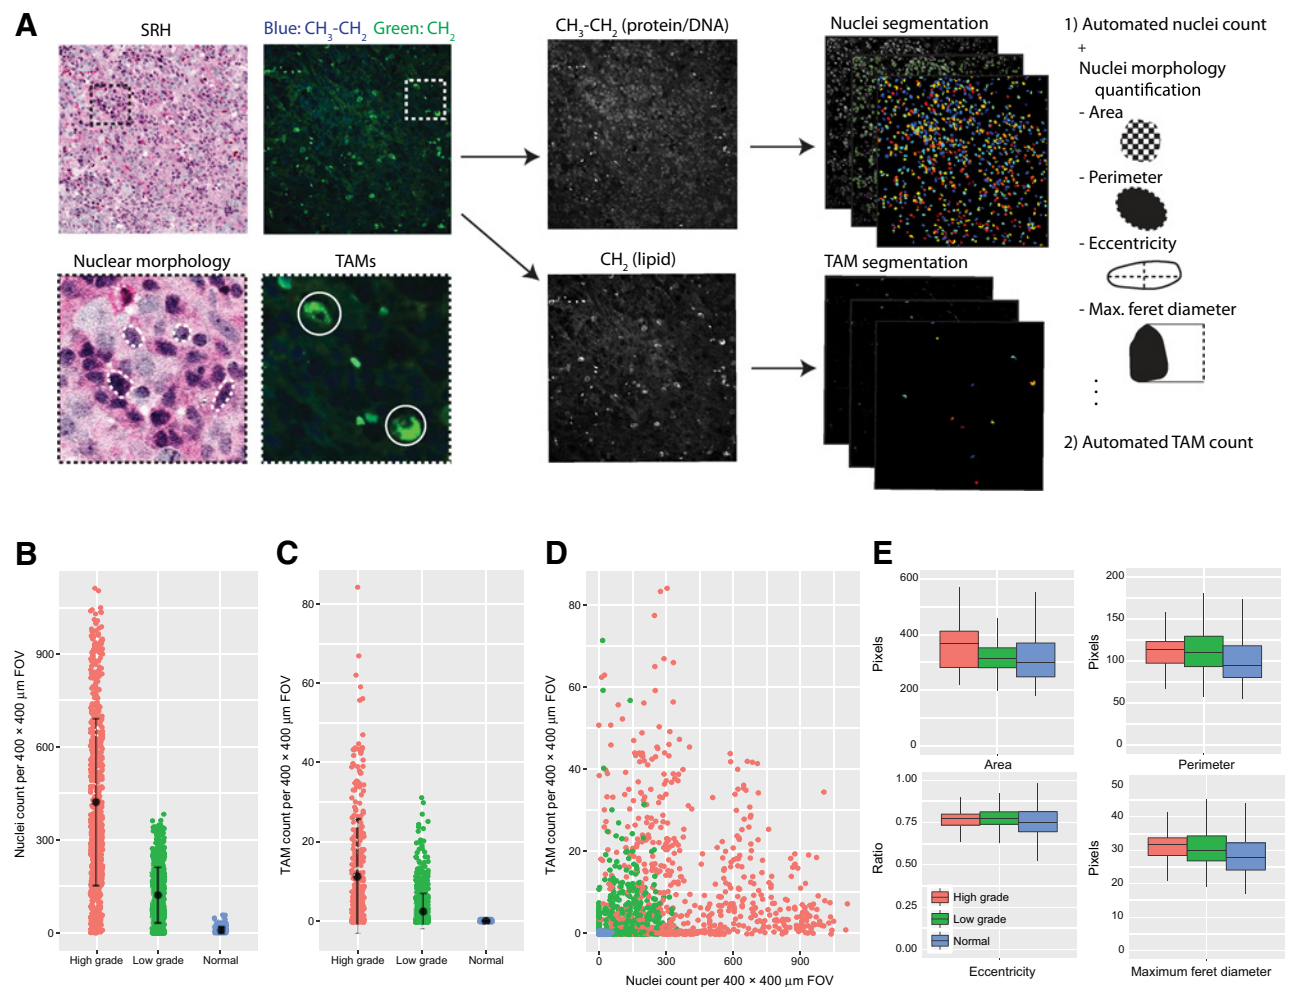 A
SRH
Blue: CH3-CH2 Green: CH2
CH3-CH2 (protein/DNA)
Nuclei segmentation
1) Automated nuclei count
+
Nuclei morphology
quantification
- Area
- Perimeter
- Eccentricity
- Max. feret diameter
2) Automated TAM count
Nuclear morphology
TAMs
CH2 (lipid)
TAM segmentation
B
Nuclei count per 400 × 400 μm FOV
900
600
300
0
High grade
Low grade
Normal
C
TAM count per 400 × 400 μm FOV
80
60
40
20
0
High grade
Low grade
Normal
D
TAM count per 400 × 400 μm FOV
80
60
40
20
0
0
300
600
900
Nuclei count per 400 × 400 μm FOV
E
Pixels
600
400
200
0
Area
Pixels
200
150
100
50
0
Perimeter
Ratio
1.00
0.75
0.50
0.25
0.00
High grade
Low grade
Normal
Eccentricity
Pixels
50
40
30
20
10
0
Maximum feret diameter